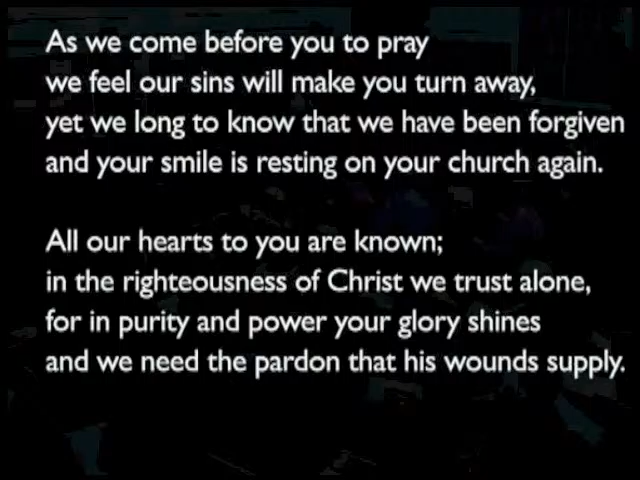 As we come before you to pray
we feel our sins will make you turn away,
yet we long to know that we have been forgiven
and your smile is resting on your church again.
All our hearts to you are known;
in the righteousness of Christ we trust alone,
for in purity and power your glory shines
and we need the pardon that his wounds supply.